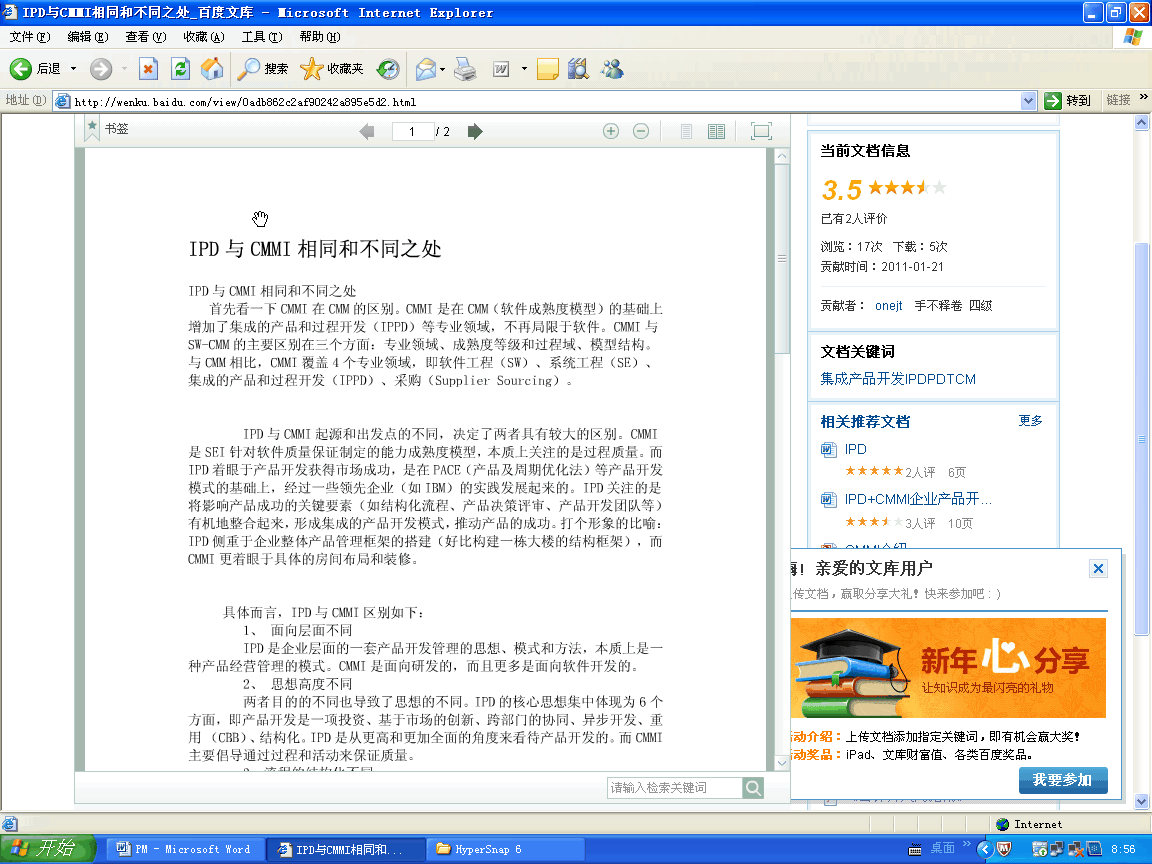 IPD与CMMI相同和不同之处_百度文库 - Microsoft Internet Explorer
文件(F) 编辑(E) 查看(V) 收藏(A) 工具(T) 帮助(H)
后退 搜索 收藏夹
地址(D) http://wenku.baidu.com/view/0adb862c2af90242a895e5d2.html 转到 链接 »
书签 1 / 2
IPD 与 CMMI 相同和不同之处
IPD 与 CMMI 相同和不同之处
首先看一下 CMMI 在 CMM 的区别。CMMI 是在 CMM（软件成熟度模型）的基础上
增加了集成的产品和过程开发（IPPD）等专业领域，不再局限于软件。CMMI 与
SW-CMM 的主要区别在三个方面：专业领域、成熟度等级和过程域、模型结构。
与 CMM 相比，CMMI 覆盖 4 个专业领域，即软件工程（SW）、系统工程（SE）、
集成的产品和过程开发（IPPD）、采购（Supplier Sourcing）。
IPD 与 CMMI 起源和出发点的不同，决定了两者具有较大的区别。CMMI
是 SEI 针对软件质量保证制定的能力成熟度模型，本质上关注的是过程质量。而
IPD 着眼于产品开发获得市场成功，是在 PACE（产品及周期优化法）等产品开发
模式的基础上，经过一些领先企业（如 IBM）的实践发展起来的。IPD 关注的是
将影响产品成功的关键要素（如结构化流程、产品决策评审、产品开发团队等）
有机地整合起来，形成集成的产品开发模式，推动产品的成功。打个形象的比喻：
IPD 侧重于企业整体产品管理框架的搭建（好比构建一栋大楼的结构框架），而
CMMI 更着眼于具体的房间布局和装修。
具体而言，IPD 与 CMMI 区别如下：
1、 面向层面不同
IPD 是企业层面的一套产品开发管理的思想、模式和方法，本质上是一
种产品经营管理的模式。CMMI 是面向研发的，而且更多是面向软件开发的。
2、 思想高度不同
两者目的的不同也导致了思想的不同。IPD 的核心思想集中体现为 6 个
方面，即产品开发是一项投资、基于市场的创新、跨部门的协同、异步开发、重
用（CBB）、结构化。IPD 是从更高和更加全面的角度来看待产品开发的。而 CMMI
主要倡导通过过程和活动来保证质量。
请输入检索关键词
当前文档信息
3.5
已有2人评价
浏览：17次 下载：5次
贡献时间：2011-01-21
贡献者： onejt 手不释卷 四级
文档关键词
集成产品开发IPDPDTCM
相关推荐文档 更多
IPD
2人评 6页
IPD+CMMI企业产品开...
3人评 10页
CMMI介绍
嗨! 亲爱的文库用户
上传文档，赢取分享大礼！快来参加吧：）
新年心分享
让知识成为最闪亮的礼物
活动介绍：上传文档添加指定关键词，即有机会赢大奖！
活动奖品：iPad、文库财富值、各类百度奖品。
我要参加
Internet
开始 PM - Microsoft Word IPD与CMMI相同和... HyperSnap 6 桌面 » 8:56